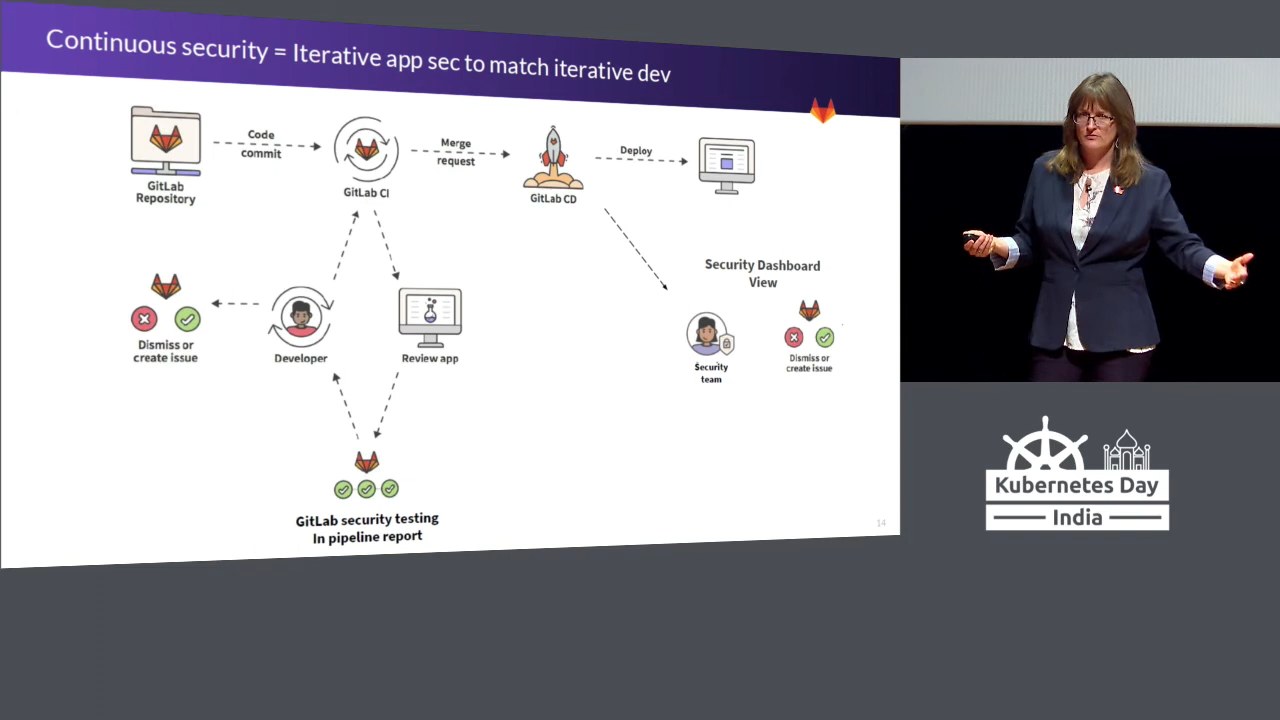 Continuous security = Iterative app sec to match iterative dev
Code
commit
Merge
request
Deploy
GitLab
Repository
GitLab CI
GitLab CD
Security Dashboard
View
Dismiss or
create issue
Developer
Review app
Security
team
Dismiss or
create issue
GitLab security testing
In pipeline report
14
Kubernetes Day
India